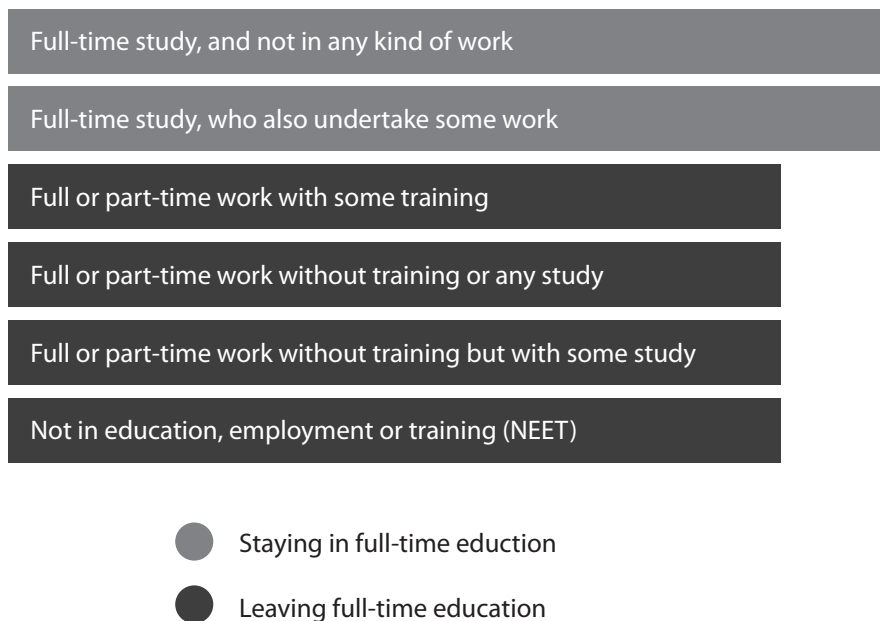 Full-time study, and not in any kind of work
Full-time study, who also undertake some work
Full or part-time work with some training
Full or part-time work without training or any study
Full or part-time work without training but with some study
Not in education, employment or training (NEET)
Staying in full-time eduction
Leaving full-time education